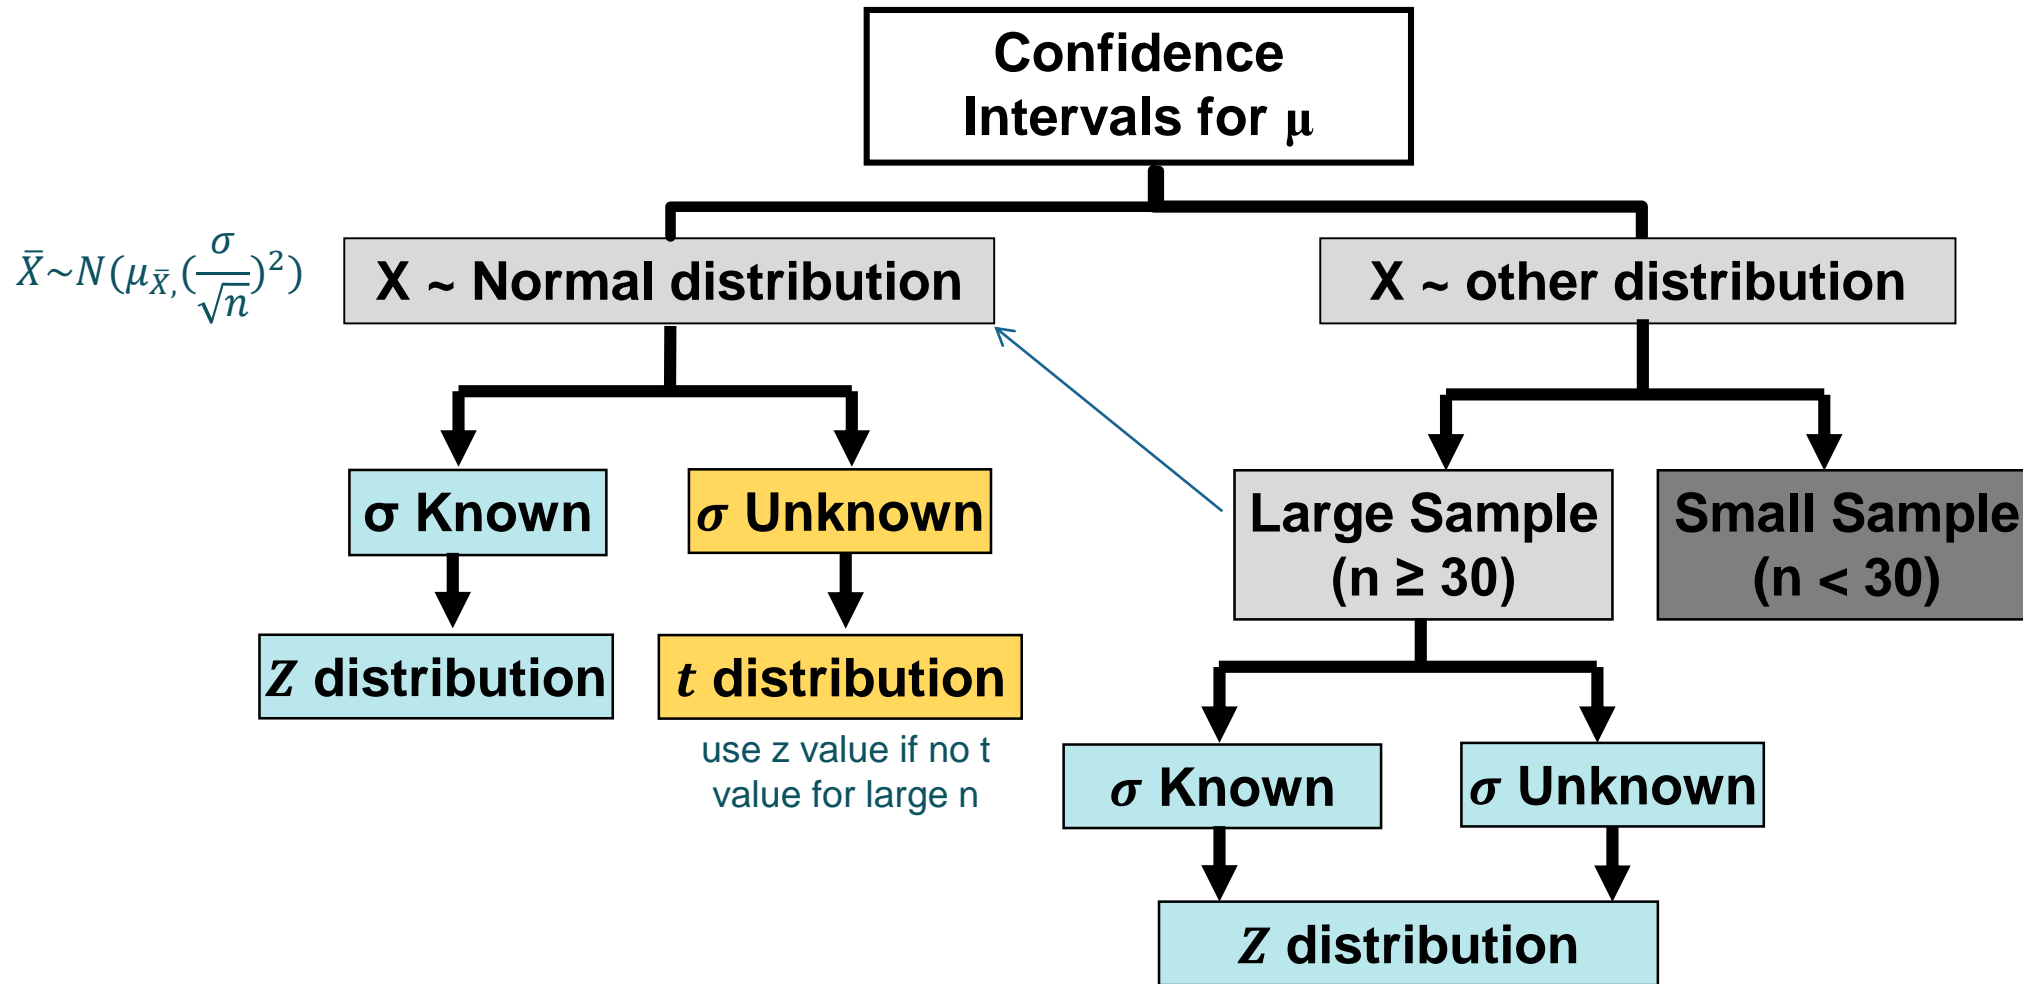 Confidence
Intervals for μ
X̄~N(μ_X̄,(σ/√n)²)
X ~ Normal distribution
X ~ other distribution
σ Known
σ Unknown
Large Sample
(n ≥ 30)
Small Sample
(n < 30)
Z distribution
t distribution
use z value if no t
value for large n
σ Known
σ Unknown
Z distribution